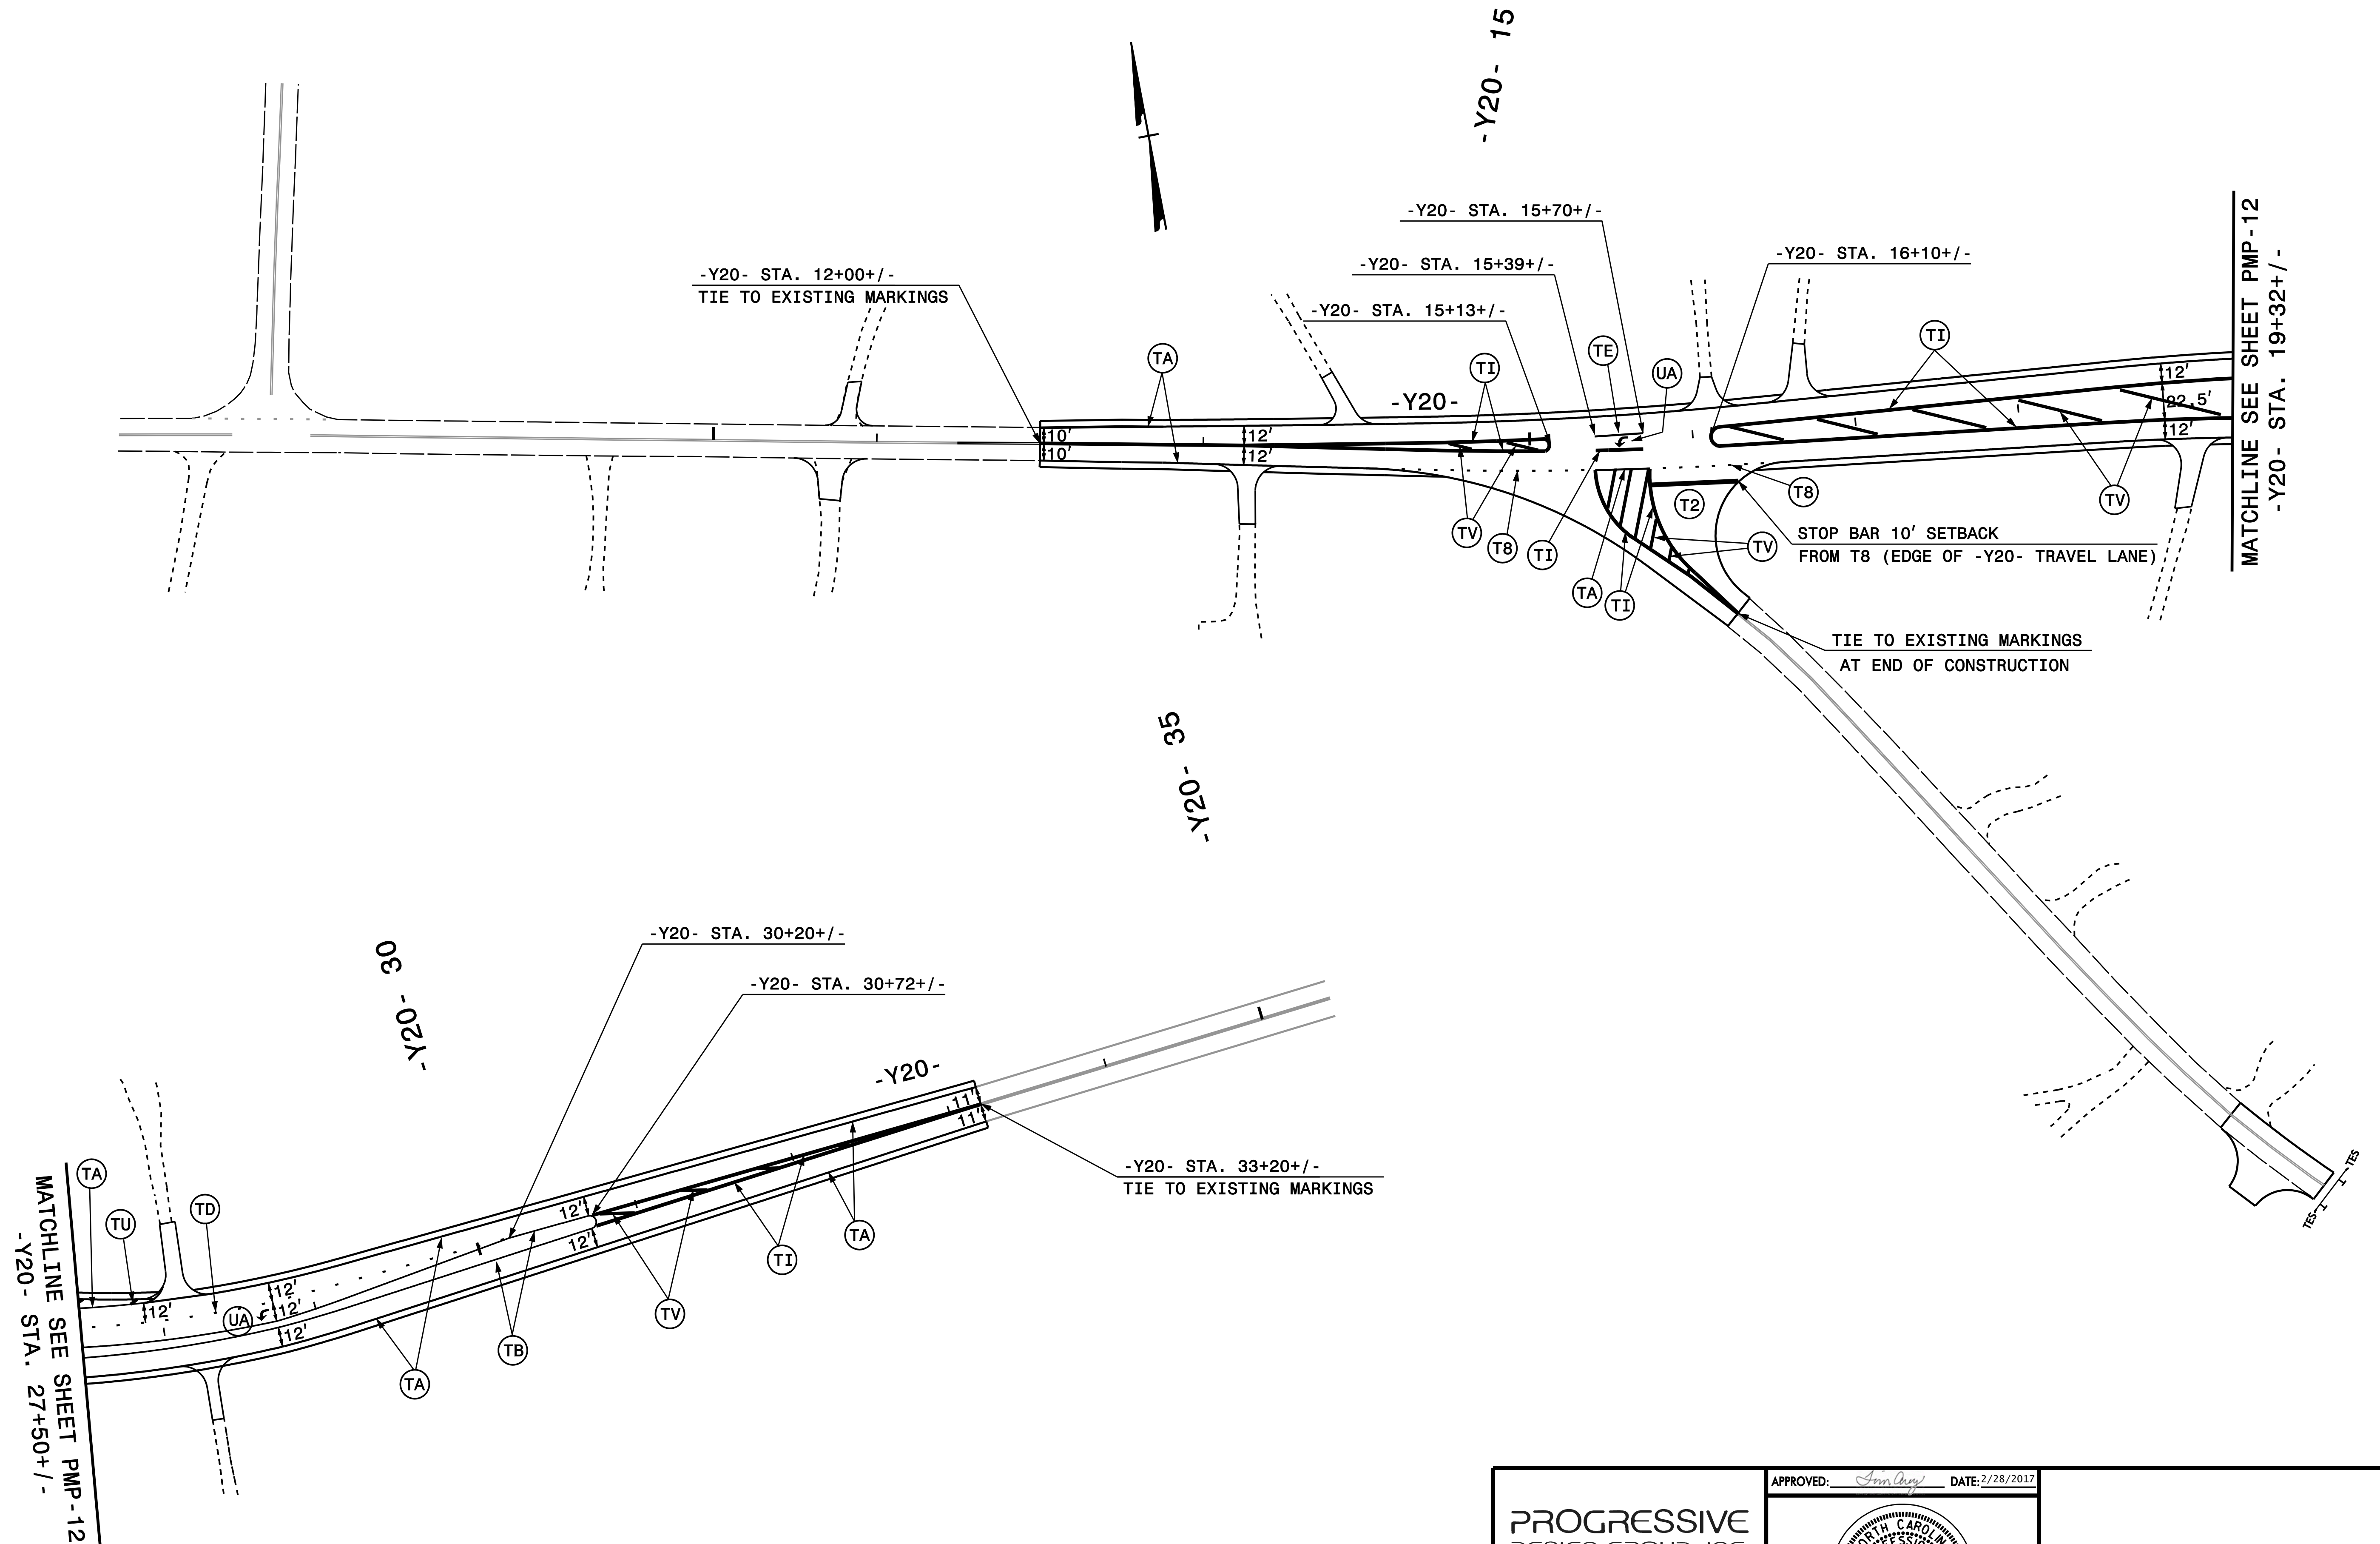 -Y20- 15
-Y20- STA. 15+70+/-
-Y20- STA. 15+39+/-
-Y20- STA. 15+13+/-
-Y20- STA. 16+10+/-
-Y20- STA. 12+00+/-
TIE TO EXISTING MARKINGS
MATCHLINE SEE SHEET PMP-12
-Y20- STA. 19+32+/-
TA
TI
TE
UA
TI
-Y20-
10'
10'
12'
12'
12'
22.5'
12'
TV
T8
TI
TA
TI
T2
TV
T8
TV
STOP BAR 10' SETBACK
FROM T8 (EDGE OF -Y20- TRAVEL LANE)
TIE TO EXISTING MARKINGS
AT END OF CONSTRUCTION
-Y20- 35
-Y20- 30
-Y20- STA. 30+20+/-
-Y20- STA. 30+72+/-
-Y20-
11'
11'
-Y20- STA. 33+20+/-
TIE TO EXISTING MARKINGS
TA
TU
TD
UA
12'
12'
12'
12'
12'
12'
TA
TB
TV
TI
TA
MATCHLINE SEE SHEET PMP-12
-Y20- STA. 27+50+/-
TES
TES
APPROVED:
DATE: 2/28/2017
PROGRESSIVE
NORTH CAROLIN